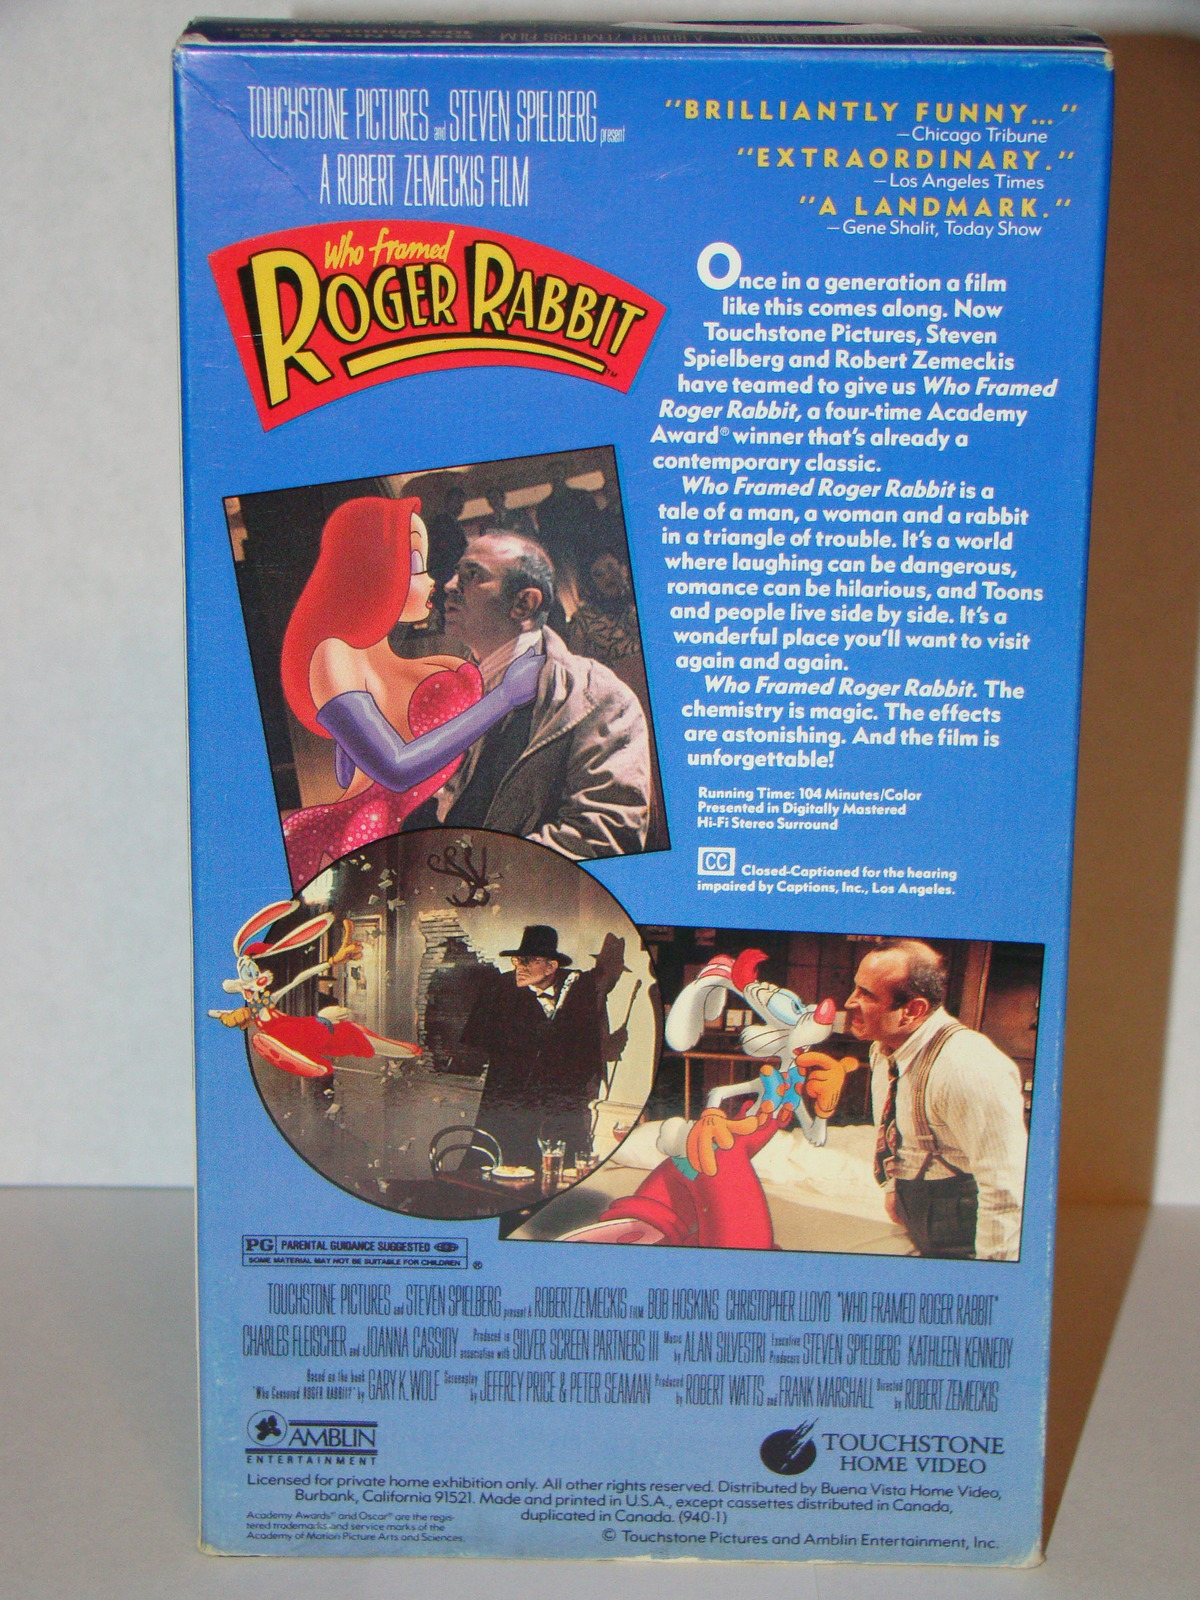 TOUCHSTONE PICTURES and STEVEN SPIELBERG present
A ROBERT ZEMECKIS FILM
Who framed
ROGER RABBIT™
"BRILLIANTLY FUNNY..."
—Chicago Tribune
"EXTRAORDINARY."
—Los Angeles Times
"A LANDMARK."
—Gene Shalit, Today Show
Once in a generation a film
like this comes along. Now
Touchstone Pictures, Steven
Spielberg and Robert Zemeckis
have teamed to give us Who Framed
Roger Rabbit, a four-time Academy
Award® winner that's already a
contemporary classic.
Who Framed Roger Rabbit is a
tale of a man, a woman and a rabbit
in a triangle of trouble. It's a world
where laughing can be dangerous,
romance can be hilarious, and Toons
and people live side by side. It's a
wonderful place you'll want to visit
again and again.
Who Framed Roger Rabbit. The
chemistry is magic. The effects
are astonishing. And the film is
unforgettable!
Running Time: 104 Minutes/Color
Presented in Digitally Mastered
Hi-Fi Stereo Surround
CC Closed-Captioned for the hearing
impaired by Captions, Inc., Los Angeles.
PG PARENTAL GUIDANCE SUGGESTED
SOME MATERIAL MAY NOT BE SUITABLE FOR CHILDREN ®
TOUCHSTONE PICTURES and STEVEN SPIELBERG present A ROBERT ZEMECKIS FILM BOB HOSKINS CHRISTOPHER LLOYD "WHO FRAMED ROGER RABBIT"
CHARLES FLEISCHER and JOANNA CASSIDY Produced in association with SILVER SCREEN PARTNERS III Music by ALAN SILVESTRI Executive Producers STEVEN SPIELBERG KATHLEEN KENNEDY
Based on the book "Who Censored ROGER RABBIT?" by GARY K. WOLF Screenplay by JEFFREY PRICE & PETER SEAMAN Produced by ROBERT WATTS and FRANK MARSHALL Directed by ROBERT ZEMECKIS
AMBLIN
ENTERTAINMENT
TOUCHSTONE
HOME VIDEO
Licensed for private home exhibition only. All other rights reserved. Distributed by Buena Vista Home Video,
Burbank, California 91521. Made and printed in U.S.A., except cassettes distributed in Canada,
duplicated in Canada. (940-1)
Academy Awards® and Oscar® are the regis-
tered trademarks and service marks of the
Academy of Motion Picture Arts and Sciences.
© Touchstone Pictures and Amblin Entertainment, Inc.